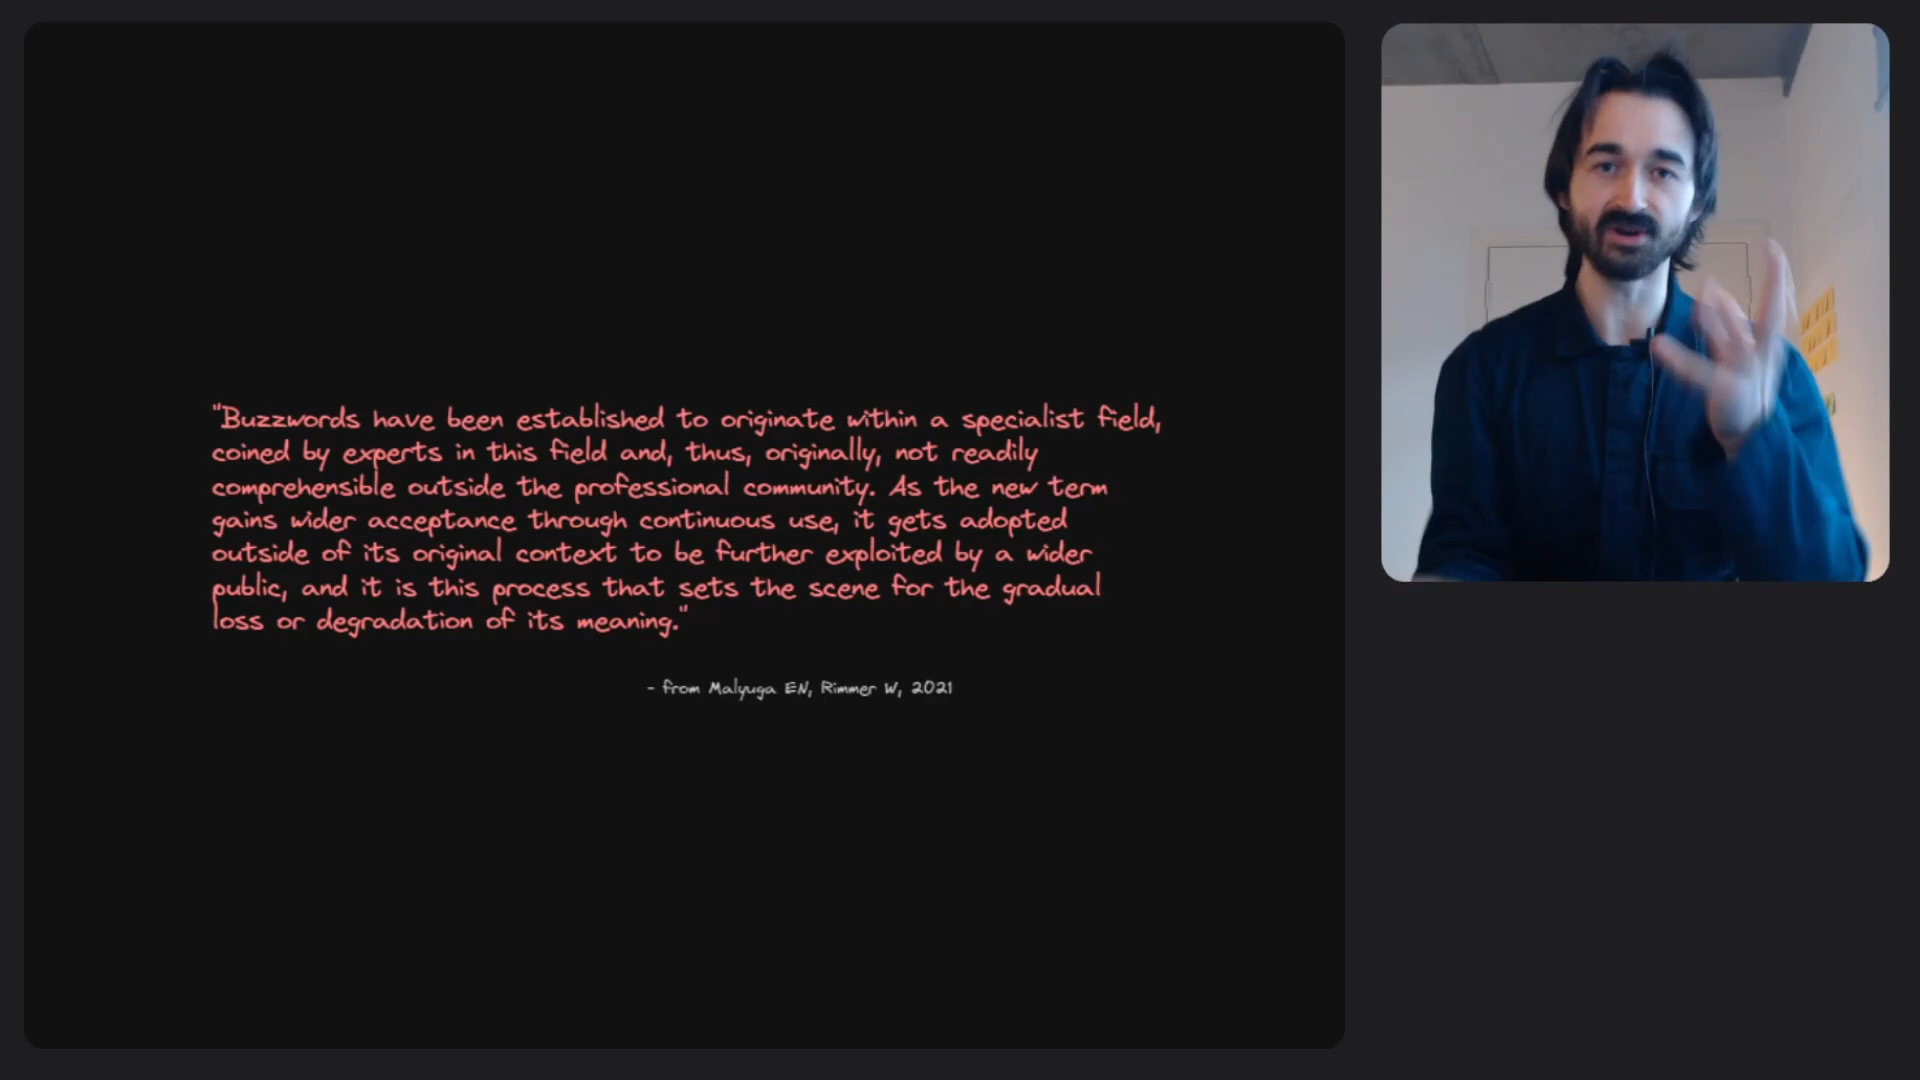 "Buzzwords have been established to originate within a specialist field,
coined by experts in this field and, thus, originally, not readily
comprehensible outside the professional community. As the new term
gains wider acceptance through continuous use, it gets adopted
outside of its original context to be further exploited by a wider
public, and it is this process that sets the scene for the gradual
loss or degradation of its meaning."
- from Malyuga EN, Rimmer W, 2021